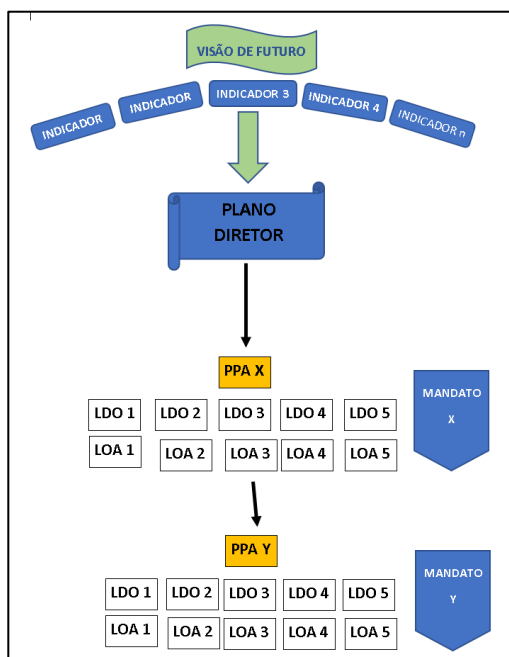 VISÃO DE FUTURO
INDICADOR
INDICADOR
INDICADOR 3
INDICADOR 4
INDICADOR n
PLANO
DIRETOR
PPA X
LDO 1 LDO 2 LDO 3 LDO 4 LDO 5
LOA 1 LOA 2 LOA 3 LOA 4 LOA 5
MANDATO
X
PPA Y
LDO 1 LDO 2 LDO 3 LDO 4 LDO 5
LOA 1 LOA 2 LOA 3 LOA 4 LOA 5
MANDATO
Y